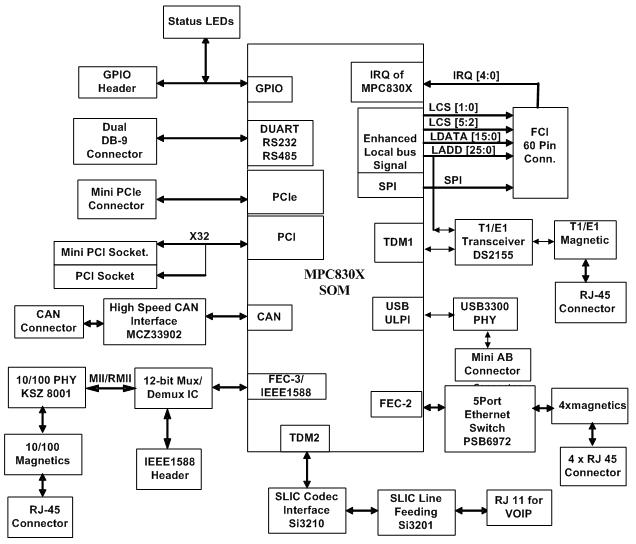 Status LEDs
GPIO
Header
GPIO
IRQ of
MPC830X
IRQ [4:0]
Dual
DB-9
Connector
DUART
RS232
RS485
Enhanced
Local bus
Signal
LCS [1:0]
LCS [5:2]
LDATA [15:0]
LADD [25:0]
FCI
60 Pin
Conn.
SPI
SPI
Mini PCIe
Connector
PCIe
Mini PCI Socket.
PCI Socket
X32
PCI
TDM1
T1/E1
Transceiver
DS2155
T1/E1
Magnetic
RJ-45
Connector
MPC830X
SOM
CAN
Connector
High Speed CAN
Interface
MCZ33902
CAN
USB
ULPI
USB3300
PHY
Mini AB
Connector
10/100 PHY
KSZ 8001
MII/RMII
12-bit Mux/
Demux IC
FEC-3/
IEEE1588
FEC-2
5Port
Ethernet
Switch
PSB6972
4xmagnetics
4 x RJ 45
Connector
10/100
Magnetics
IEEE1588
Header
RJ-45
Connector
TDM2
SLIC Codec
Interface
Si3210
SLIC Line
Feeding
Si3201
RJ 11 for
VOIP